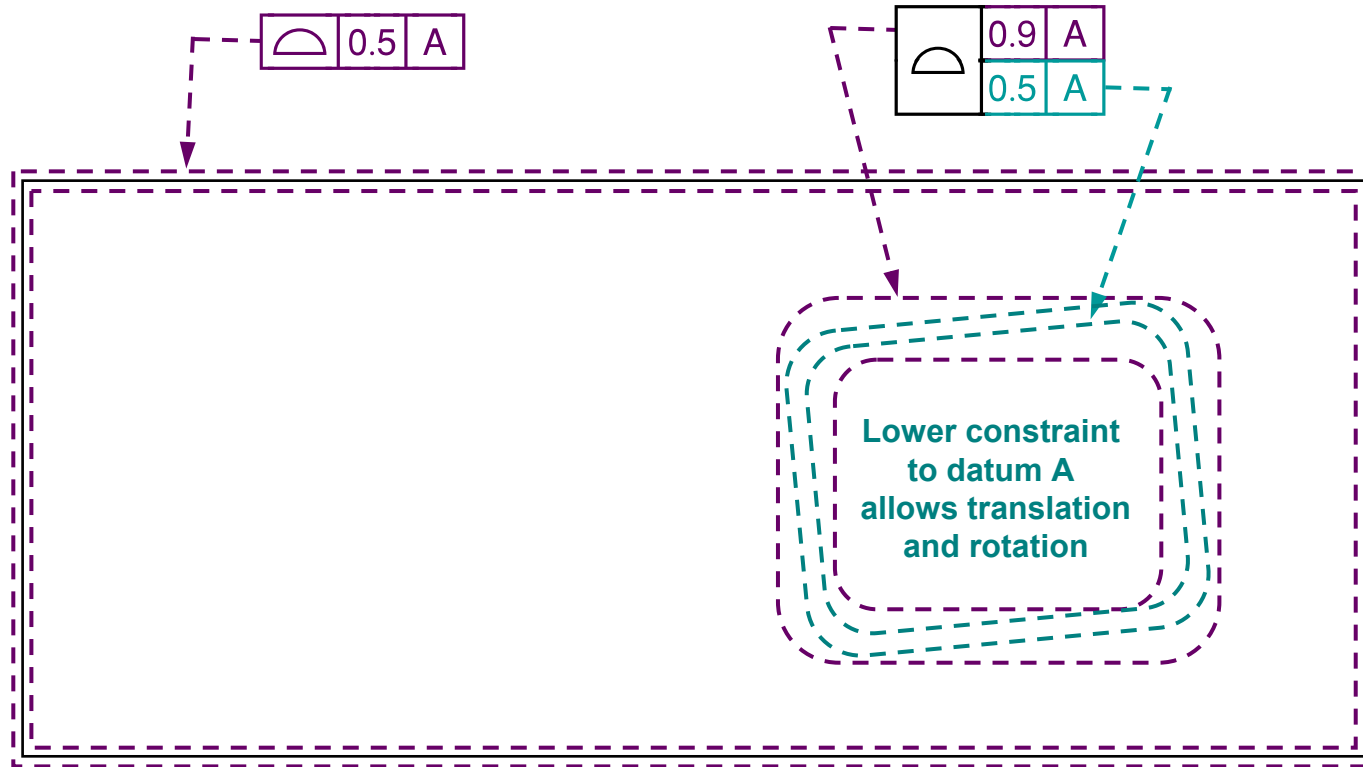 0.5 A
0.9 A
0.5 A
Lower constraint
to datum A
allows translation
and rotation